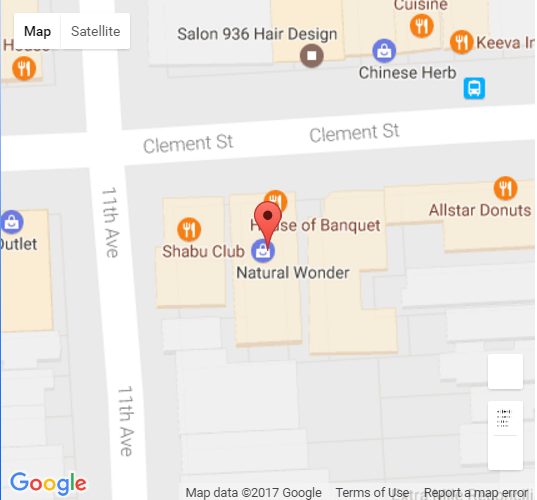 Cuisine
Map
Satellite
Salon 936 Hair Design
House
Keeva In
Chinese Herb
Clement St
Clement St
11th Ave
Allstar Donuts
House of Banquet
Outlet
Shabu Club
Natural Wonder
11th Ave
Google
Map data ©2017 Google
Terms of Use
Report a map error